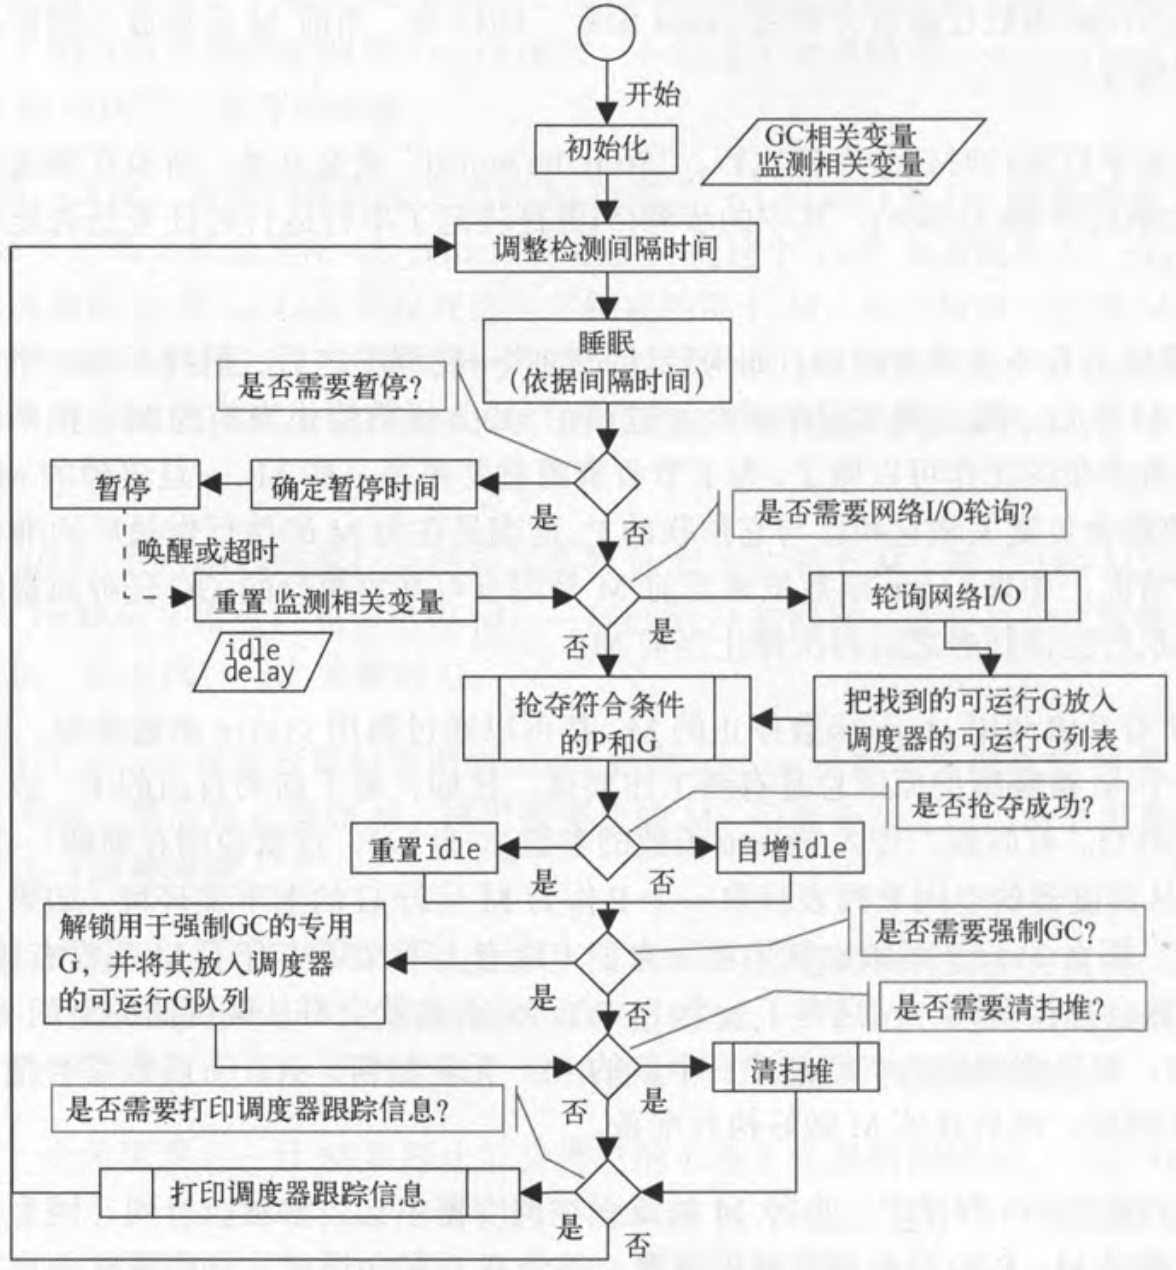 开始
初始化
GC相关变量
监测相关变量
调整检测间隔时间
睡眠
（依据间隔时间）
是否需要暂停？
暂停
确定暂停时间
是
否
是否需要网络I/O轮询？
唤醒或超时
重置监测相关变量
轮询网络I/O
是
否
idle
delay
抢夺符合条件
的P和G
把找到的可运行G放入
调度器的可运行G列表
是否抢夺成功？
重置idle
自增idle
是
否
解锁用于强制GC的专用
G，并将其放入调度器
的可运行G队列
是否需要强制GC？
是
否
是否需要清扫堆？
清扫堆
是
否
是否需要打印调度器跟踪信息？
打印调度器跟踪信息
是
否